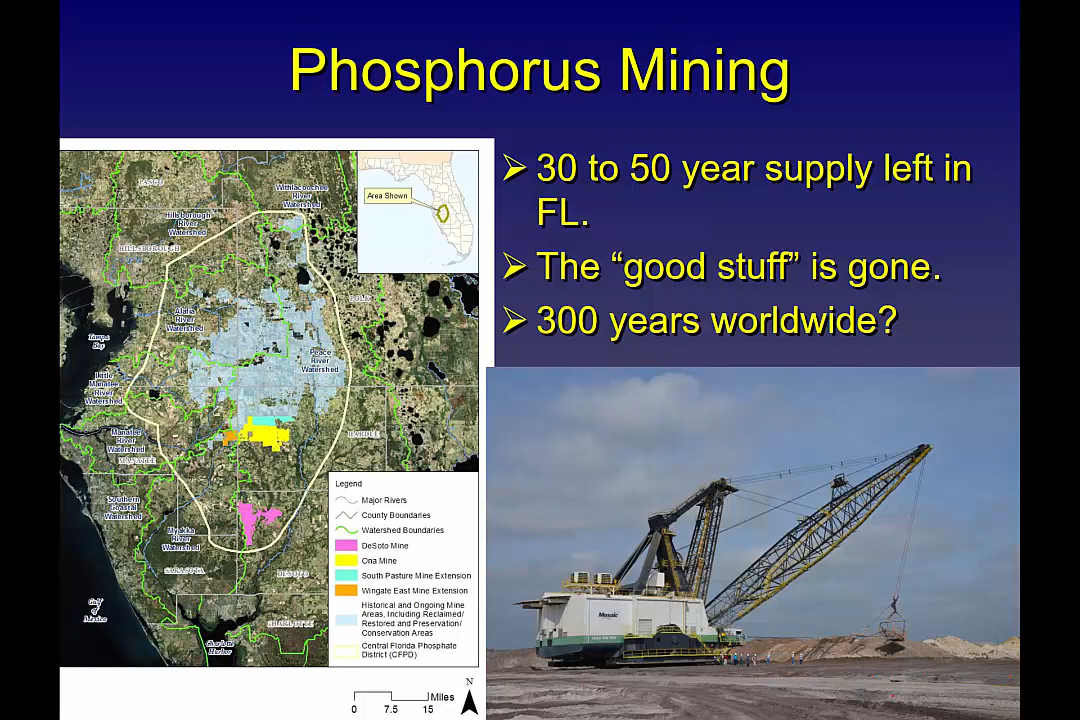 Phosphorus Mining
➢ 30 to 50 year supply left in
FL.
➢ The “good stuff” is gone.
➢ 300 years worldwide?
Area Shown
PASCO
Withlacoochee
River
Watershed
Hillsborough
River
Watershed
HILLSBOROUGH
POLK
Alafia
River
Watershed
Tampa
Bay
Peace
River
Watershed
Little
Manatee
River
Watershed
Manatee
River
Watershed
HARDEE
MANATEE
Southern
Coastal
Watershed
Myakka
River
Watershed
SARASOTA
DESOTO
Gulf
of
Mexico
CHARLOTTE
Charlotte
Harbor
Legend
Major Rivers
County Boundaries
Watershed Boundaries
DeSoto Mine
Ona Mine
South Pasture Mine Extension
Wingate East Mine Extension
Historical and Ongoing Mine
Areas, Including Reclaimed/
Restored and Preservation/
Conservation Areas
Central Florida Phosphate
District (CFPD)
N
Miles
0 7.5 15
Mosaic